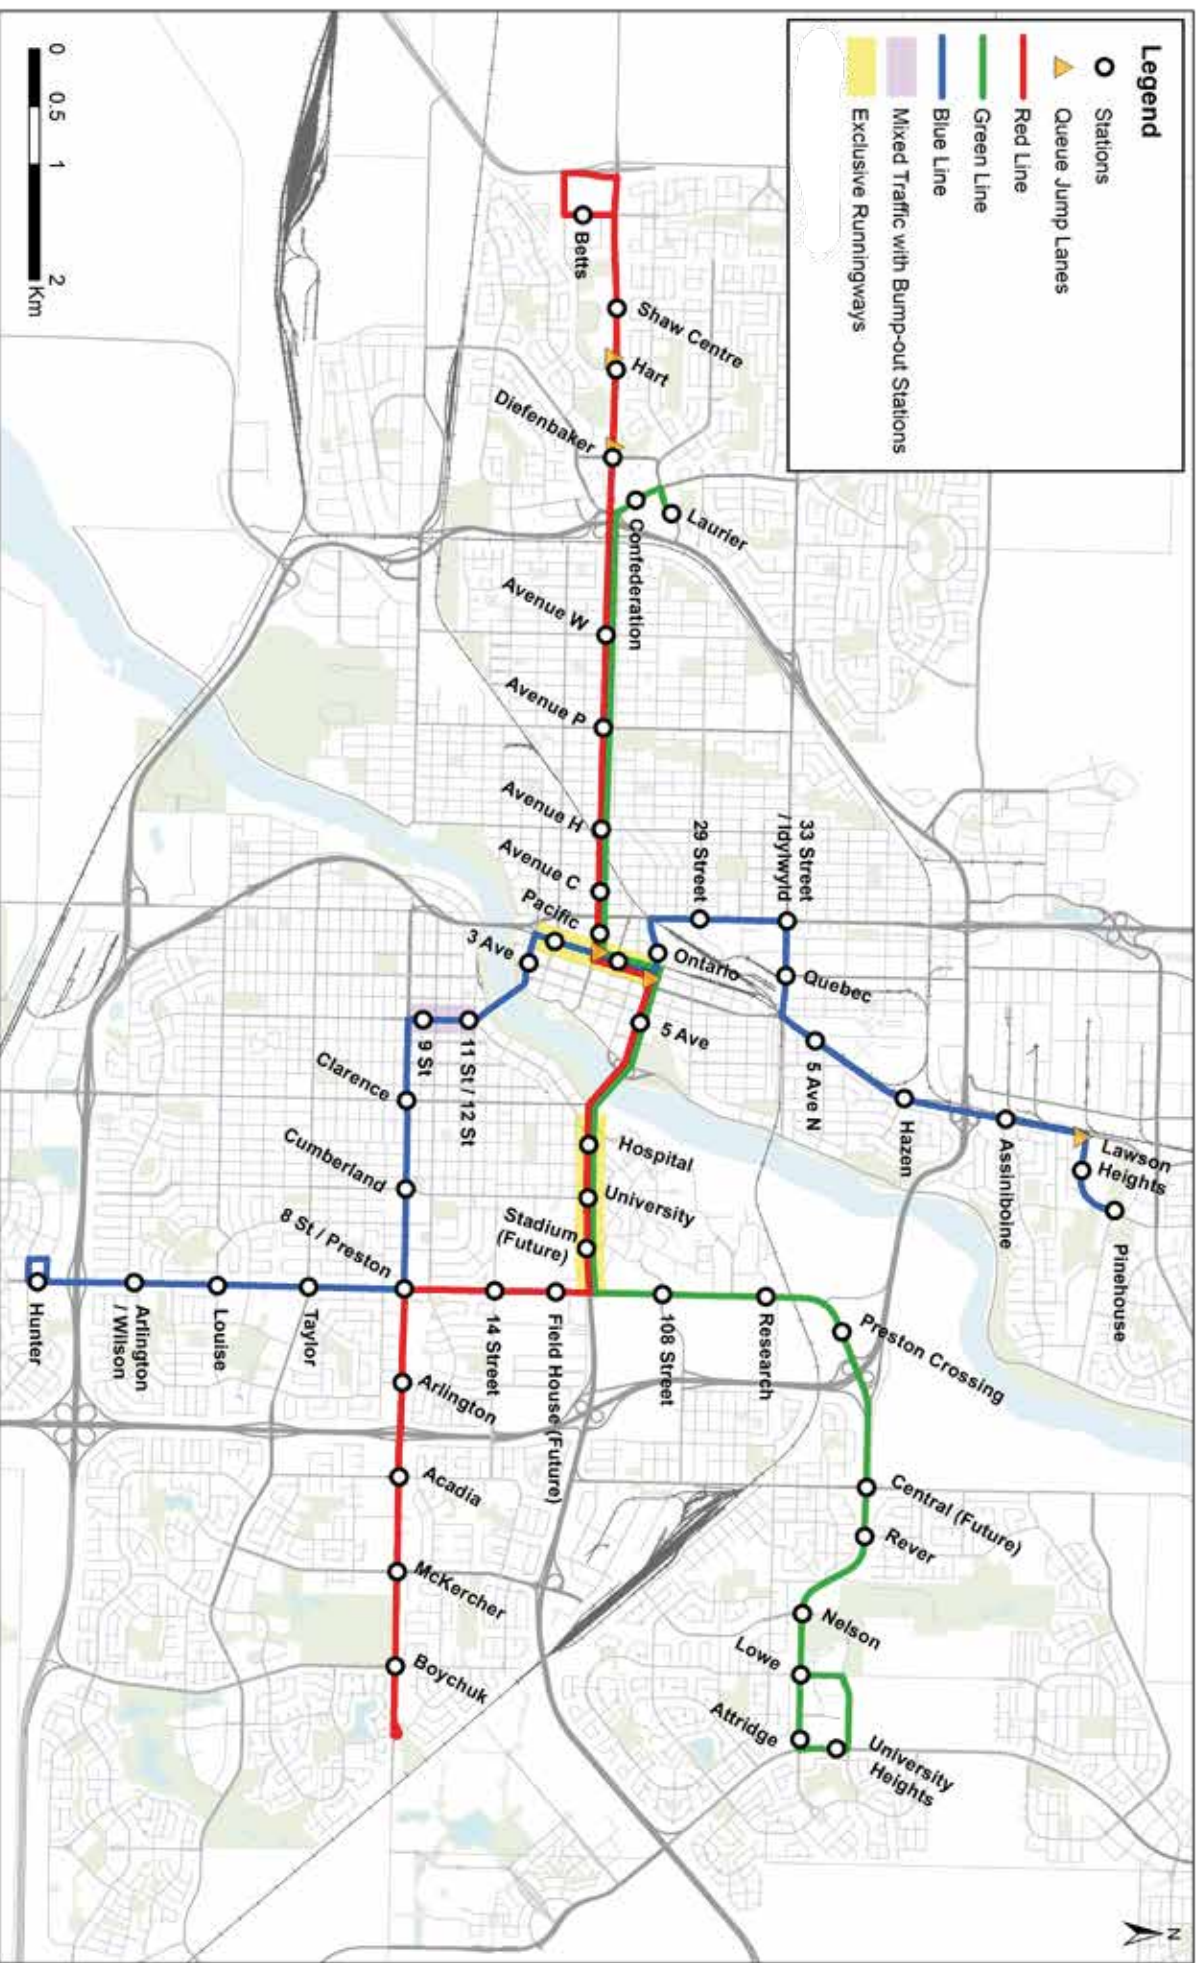 Legend
Stations
Queue Jump Lanes
Red Line
Green Line
Blue Line
Mixed Traffic with Bump-out Stations
Exclusive Runningways
0 0.5 1 2
Km
N
Betts
Shaw Centre
Hart
Diefenbaker
Laurier
Confederation
Avenue W
Avenue P
Avenue H
Avenue C
Pacific
3 Ave
29 Street
33 Street
/ Idylwyld
Ontario
Quebec
5 Ave
5 Ave N
Hazen
Assiniboine
Lawson
Heights
Pinehouse
9 St
11 St / 12 St
Clarence
Cumberland
8 St / Preston
Hospital
University
Stadium
(Future)
Field House (Future)
14 Street
108 Street
Research
Preston Crossing
Central (Future)
Rever
Nelson
Lowe
Attridge
University
Heights
Taylor
Louise
Arlington
/ Wilson
Hunter
Arlington
Acadia
McKercher
Boychuk